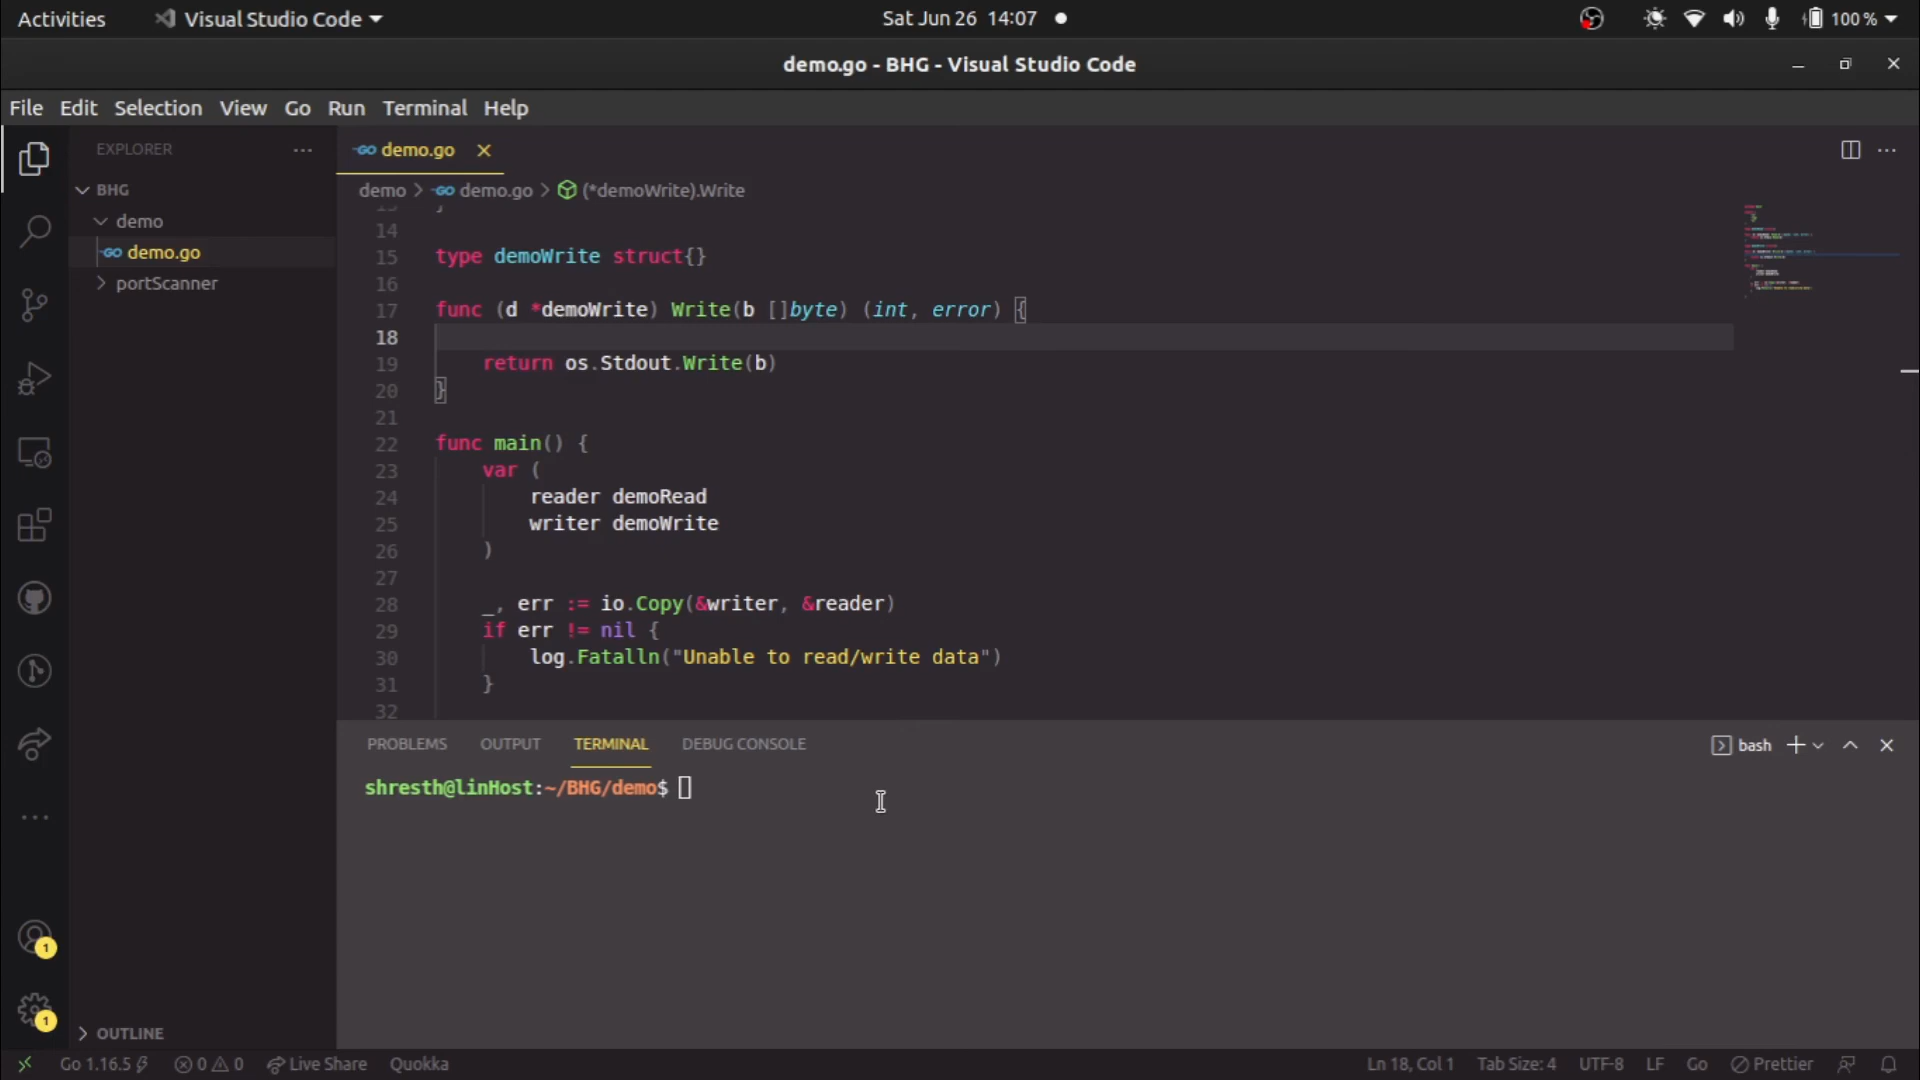 Activities Visual Studio Code Sat Jun 26 14:07 100 %
demo.go - BHG - Visual Studio Code
File Edit Selection View Go Run Terminal Help
EXPLORER
BHG
demo
demo.go
portScanner
OUTLINE
demo.go
demo > demo.go > (*demoWrite).Write
14
15 type demoWrite struct{}
16
17 func (d *demoWrite) Write(b []byte) (int, error) {
18
19 return os.Stdout.Write(b)
20 }
21
22 func main() {
23 var (
24 reader demoRead
25 writer demoWrite
26 )
27
28 _, err := io.Copy(&writer, &reader)
29 if err != nil {
30 log.Fatalln("Unable to read/write data")
31 }
32
PROBLEMS OUTPUT TERMINAL DEBUG CONSOLE bash
shresth@linHost:~/BHG/demo$
1
1
Go 1.16.5 0 0 Live Share Quokka Ln 18, Col 1 Tab Size: 4 UTF-8 LF Go Prettier